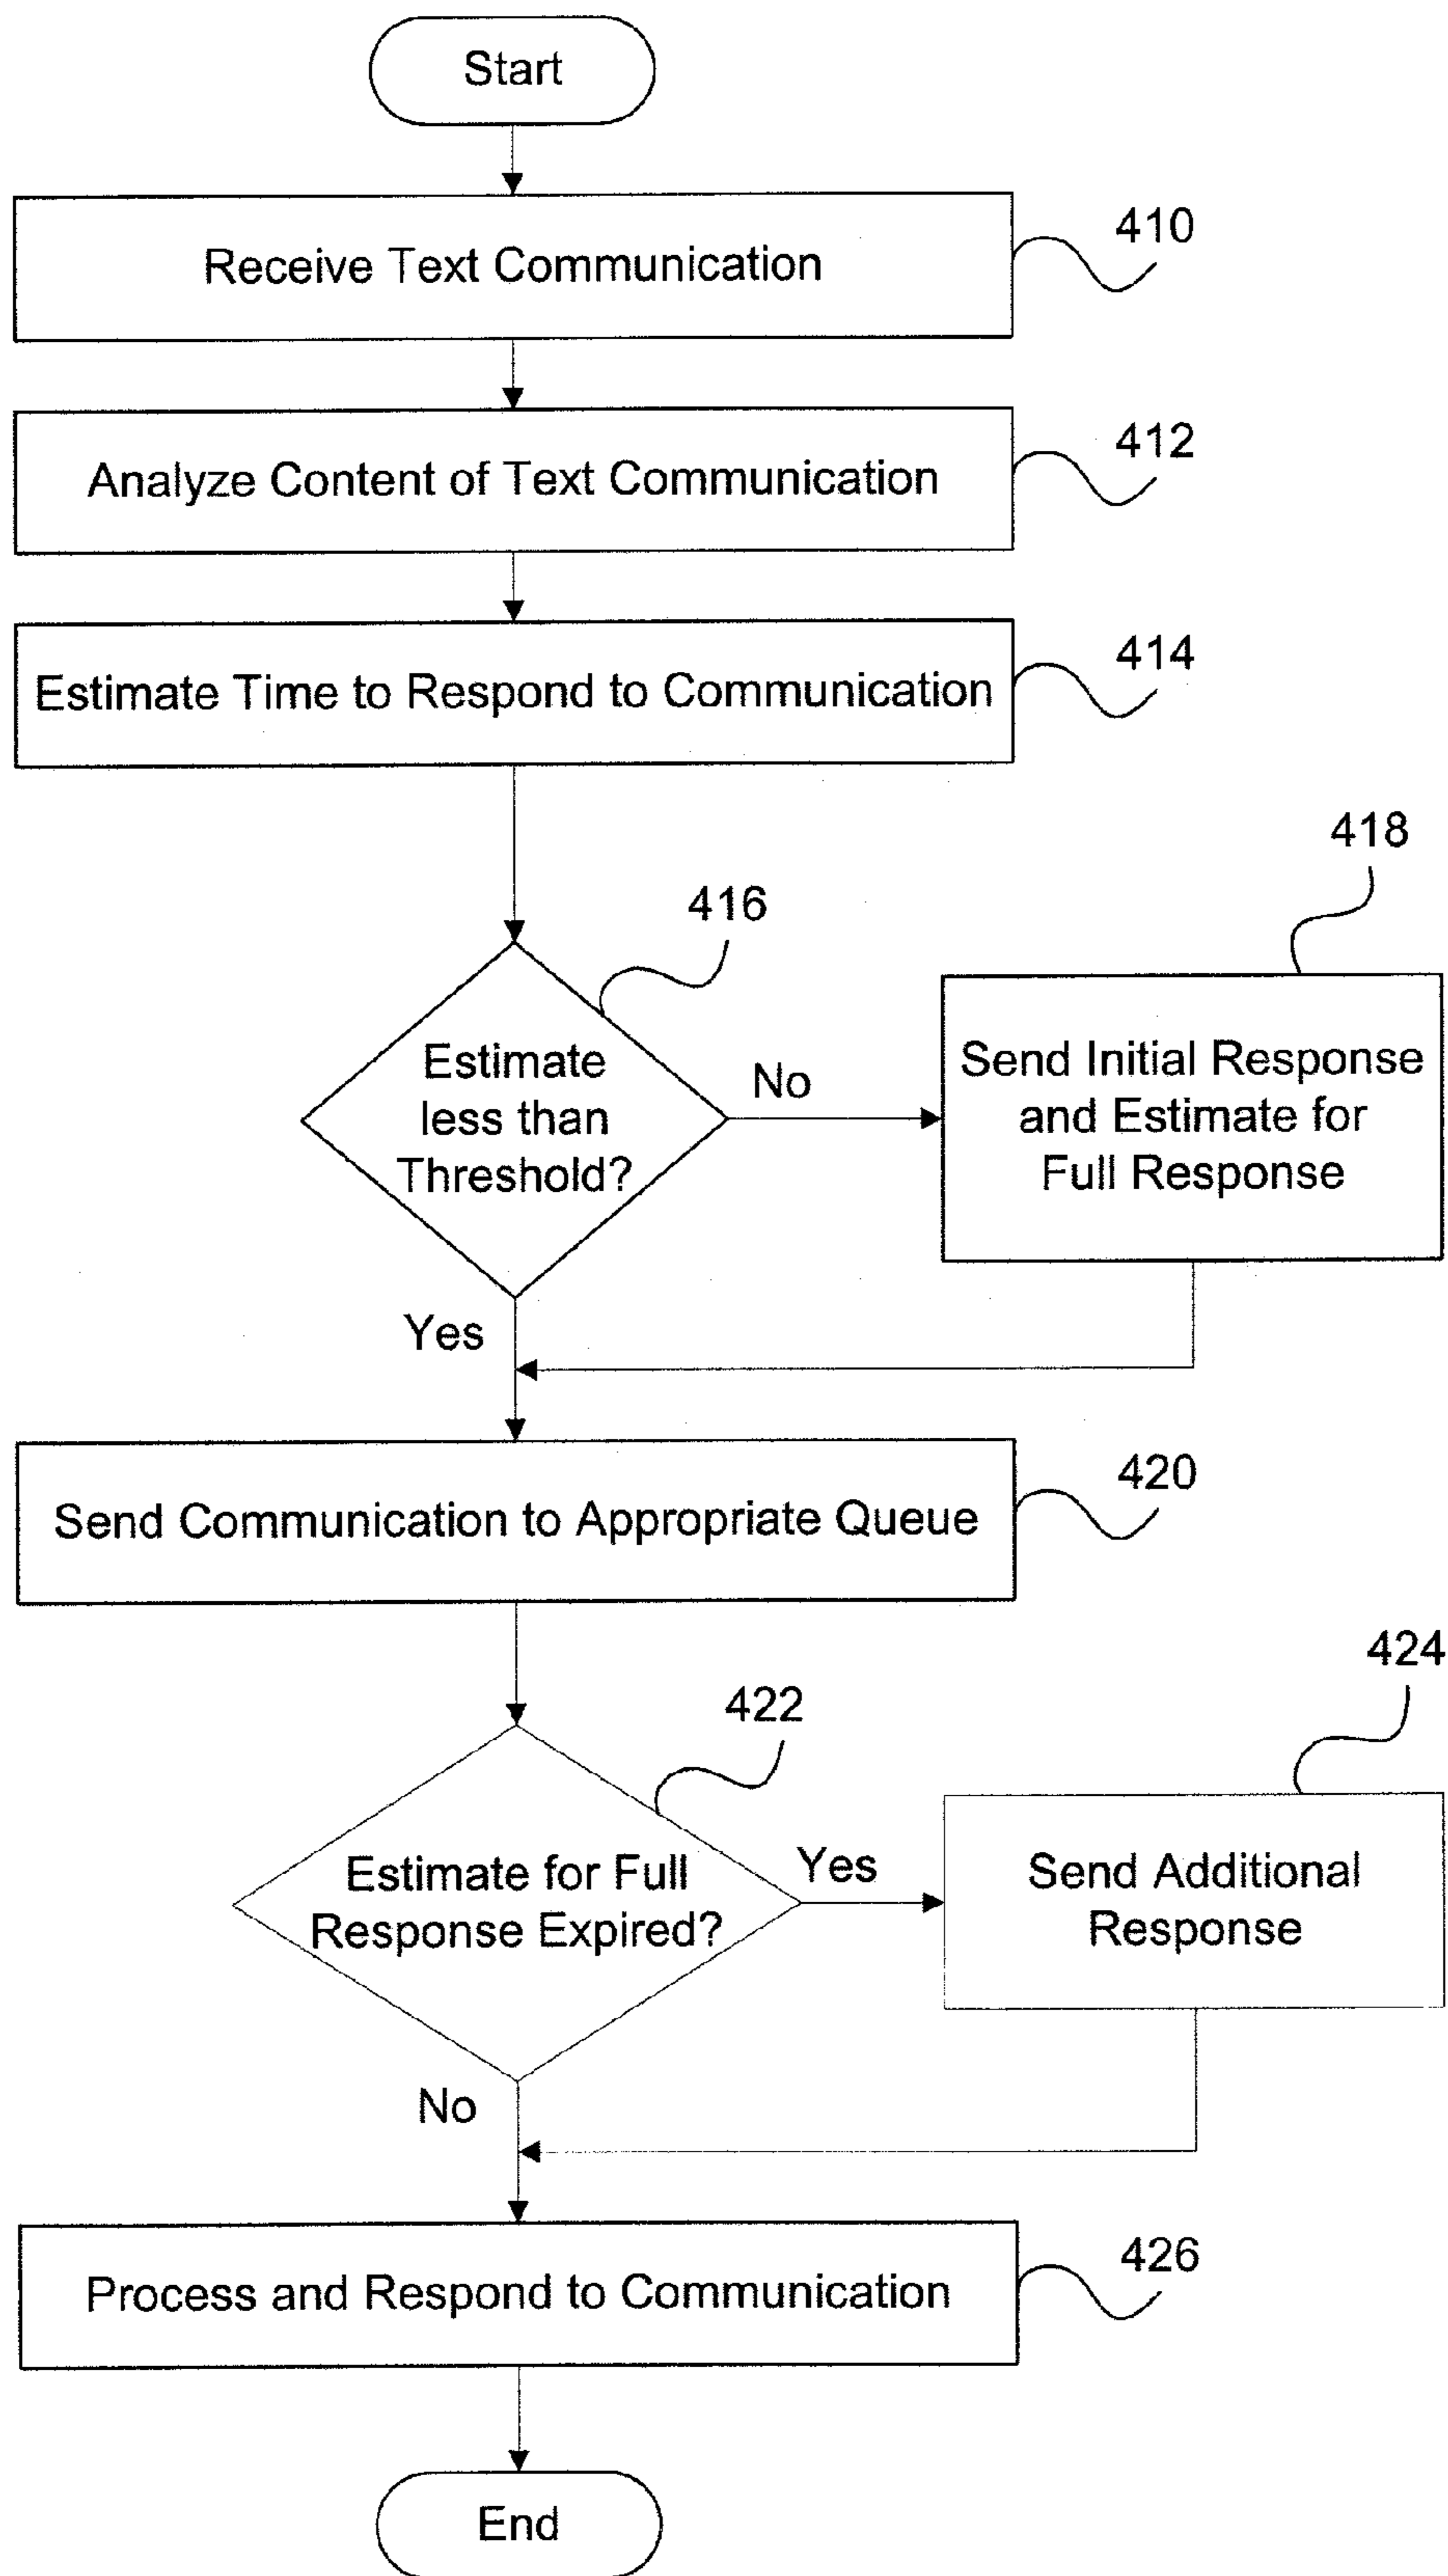 Start
Receive Text Communication
410
Analyze Content of Text Communication
412
Estimate Time to Respond to Communication
414
416
Estimate
less than
Threshold?
No
Yes
418
Send Initial Response
and Estimate for
Full Response
Send Communication to Appropriate Queue
420
422
Estimate for Full
Response Expired?
Yes
No
424
Send Additional
Response
Process and Respond to Communication
426
End